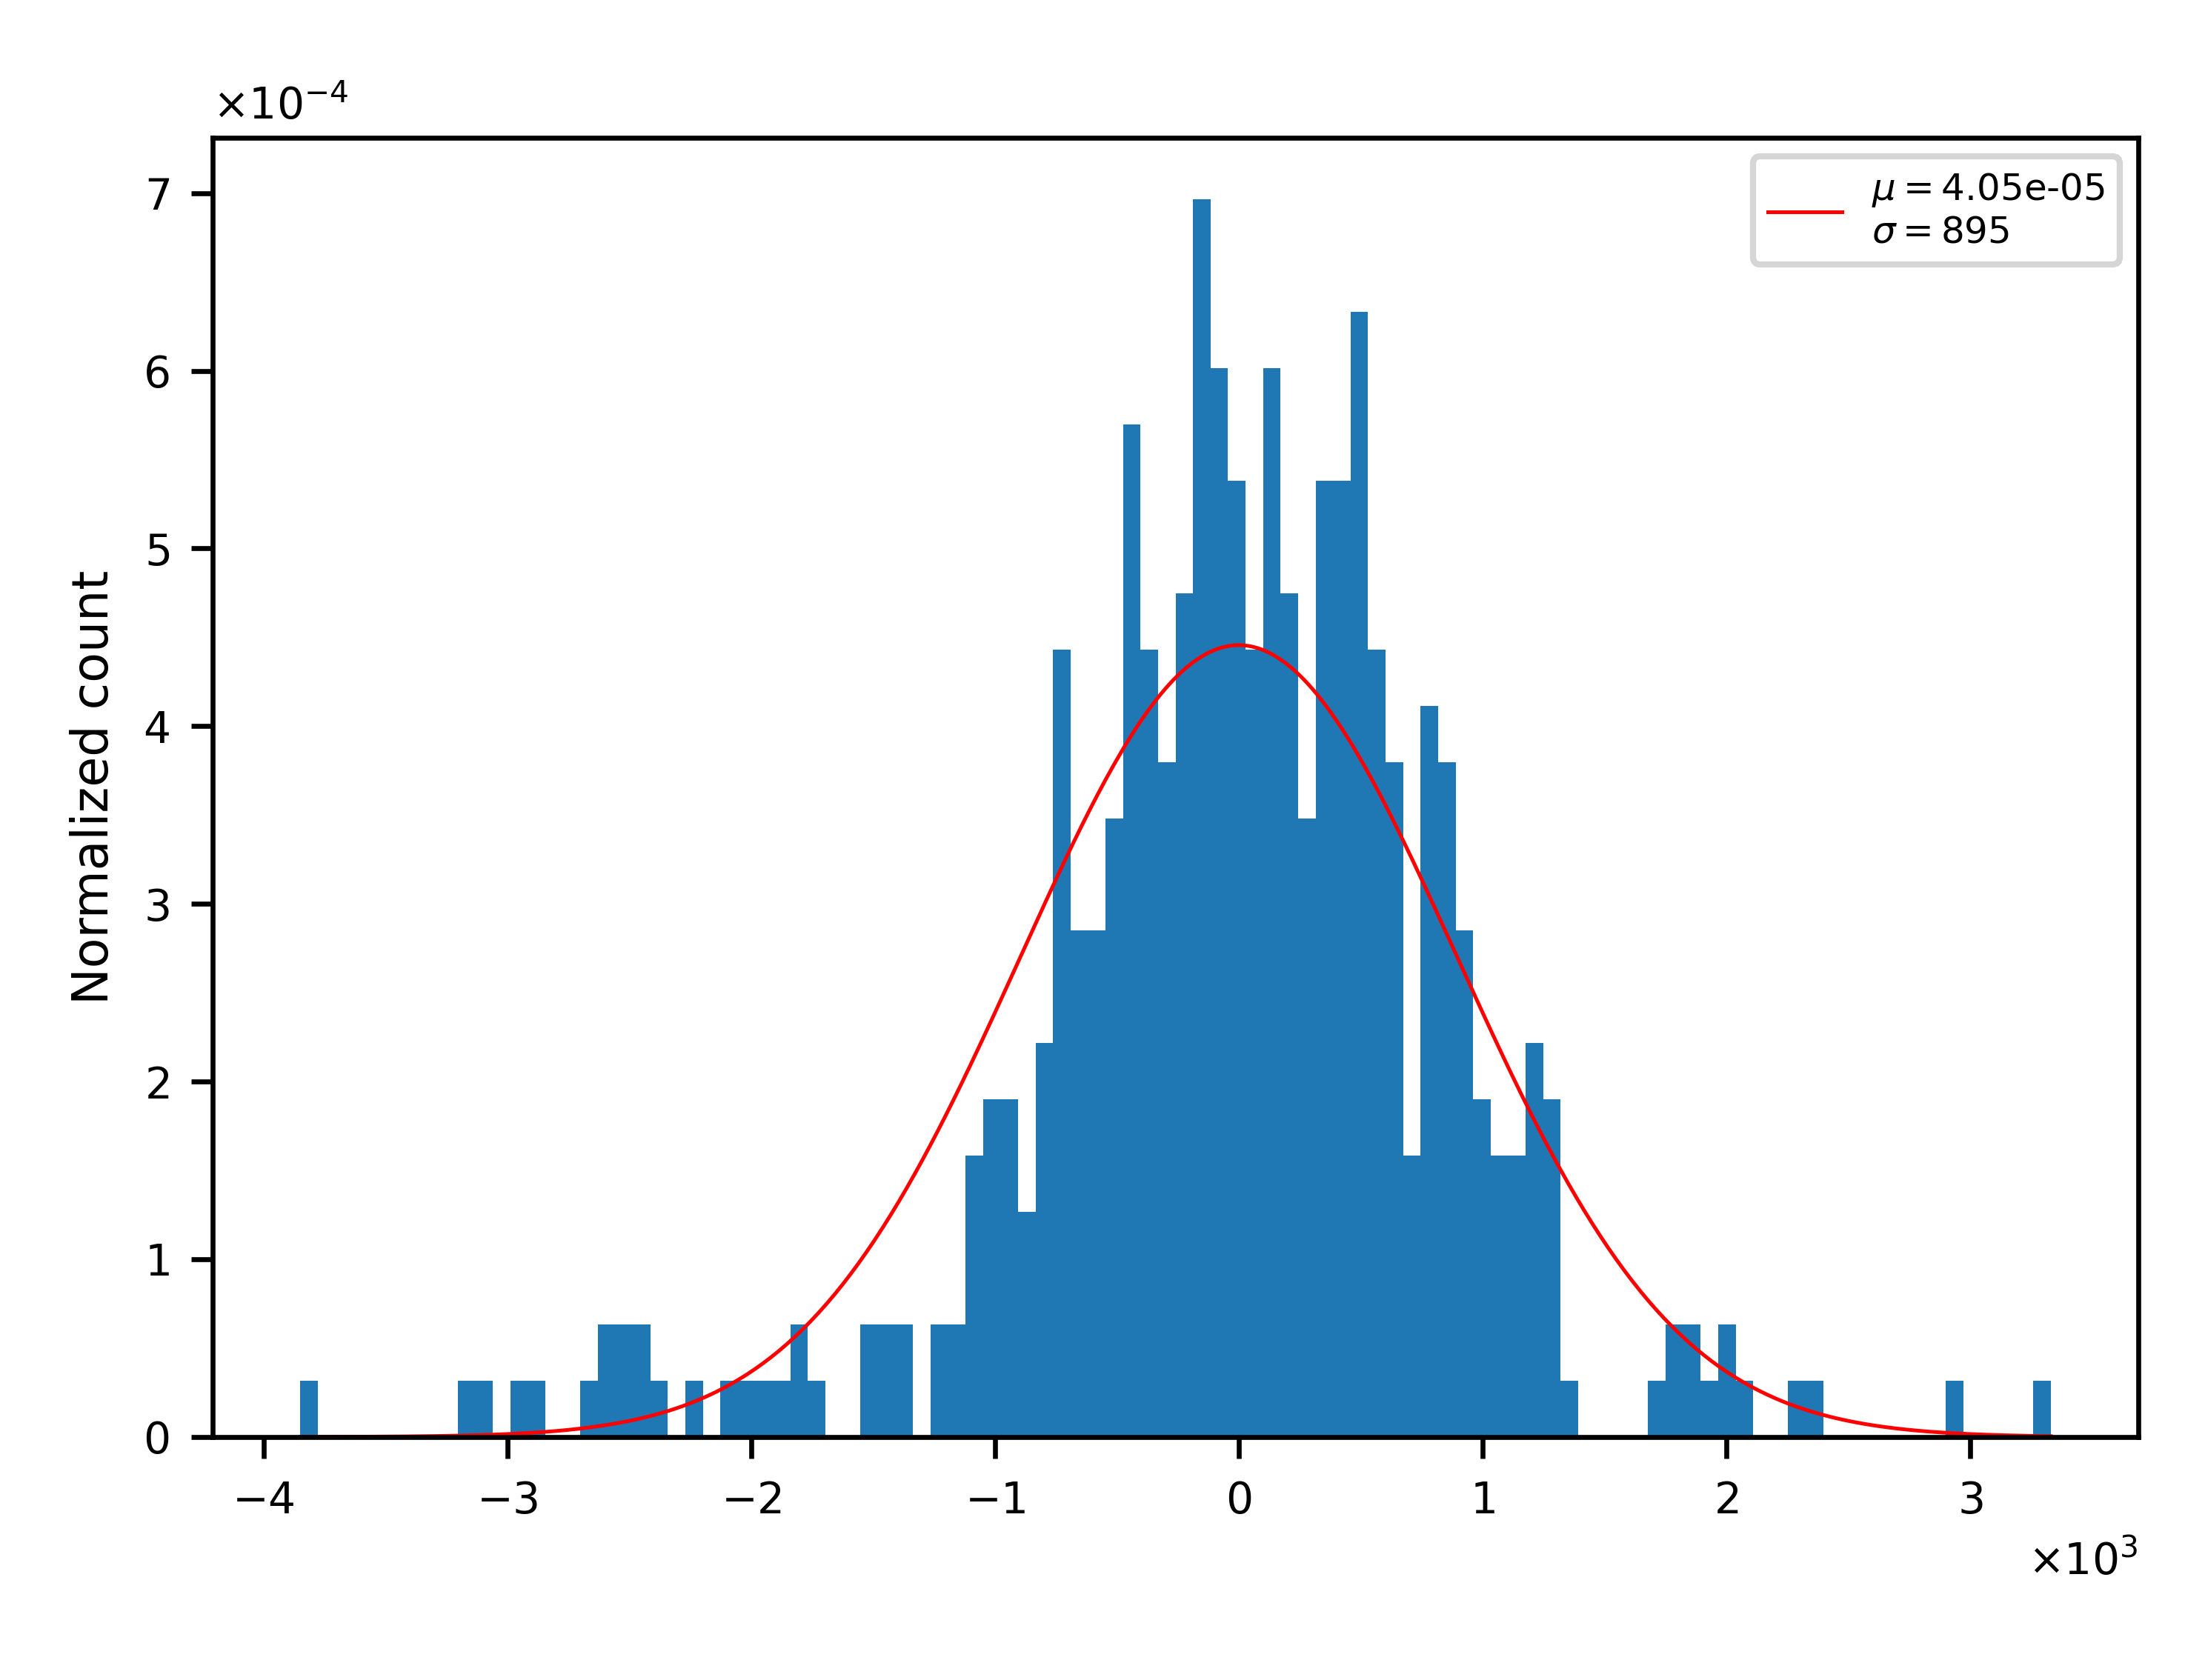 ×10⁻⁴
7
6
5
4
3
2
1
0
Normalized count
μ = 4.05e-05
σ = 895
−4 −3 −2 −1 0 1 2 3
×10³